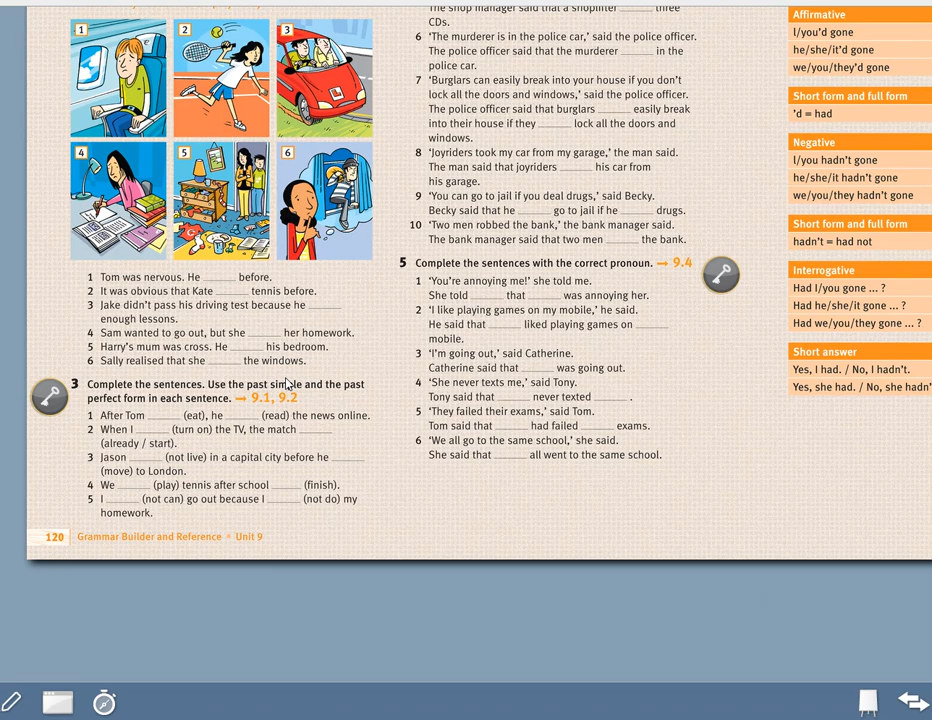 1
2
3
4
5
6
1 Tom was nervous. He ______ before.
2 It was obvious that Kate ______ tennis before.
3 Jake didn't pass his driving test because he ______
enough lessons.
4 Sam wanted to go out, but she ______ her homework.
5 Harry's mum was cross. He ______ his bedroom.
6 Sally realised that she ______ the windows.
3 Complete the sentences. Use the past simple and the past
perfect form in each sentence. → 9.1, 9.2
1 After Tom ______ (eat), he ______ (read) the news online.
2 When I ______ (turn on) the TV, the match ______
(already / start).
3 Jason ______ (not live) in a capital city before he ______
(move) to London.
4 We ______ (play) tennis after school ______ (finish).
5 I ______ (not can) go out because I ______ (not do) my
homework.
120 Grammar Builder and Reference • Unit 9
The shop manager said that a shoplifter ______ three
CDs.
6 'The murderer is in the police car,' said the police officer.
The police officer said that the murderer ______ in the
police car.
7 'Burglars can easily break into your house if you don't
lock all the doors and windows,' said the police officer.
The police officer said that burglars ______ easily break
into their house if they ______ lock all the doors and
windows.
8 'Joyriders took my car from my garage,' the man said.
The man said that joyriders ______ his car from
his garage.
9 'You can go to jail if you deal drugs,' said Becky.
Becky said that he ______ go to jail if he ______ drugs.
10 'Two men robbed the bank,' the bank manager said.
The bank manager said that two men ______ the bank.
5 Complete the sentences with the correct pronoun. → 9.4
1 'You're annoying me!' she told me.
She told ______ that ______ was annoying her.
2 'I like playing games on my mobile,' he said.
He said that ______ liked playing games on ______
mobile.
3 'I'm going out,' said Catherine.
Catherine said that ______ was going out.
4 'She never texts me,' said Tony.
Tony said that ______ never texted ______ .
5 'They failed their exams,' said Tom.
Tom said that ______ had failed ______ exams.
6 'We all go to the same school,' she said.
She said that ______ all went to the same school.
Affirmative
I/you'd gone
he/she/it'd gone
we/you/they'd gone
Short form and full form
'd = had
Negative
I/you hadn't gone
he/she/it hadn't gone
we/you/they hadn't gone
Short form and full form
hadn't = had not
Interrogative
Had I/you gone ... ?
Had he/she/it gone ... ?
Had we/you/they gone ... ?
Short answer
Yes, I had. / No, I hadn't.
Yes, she had. / No, she hadn'